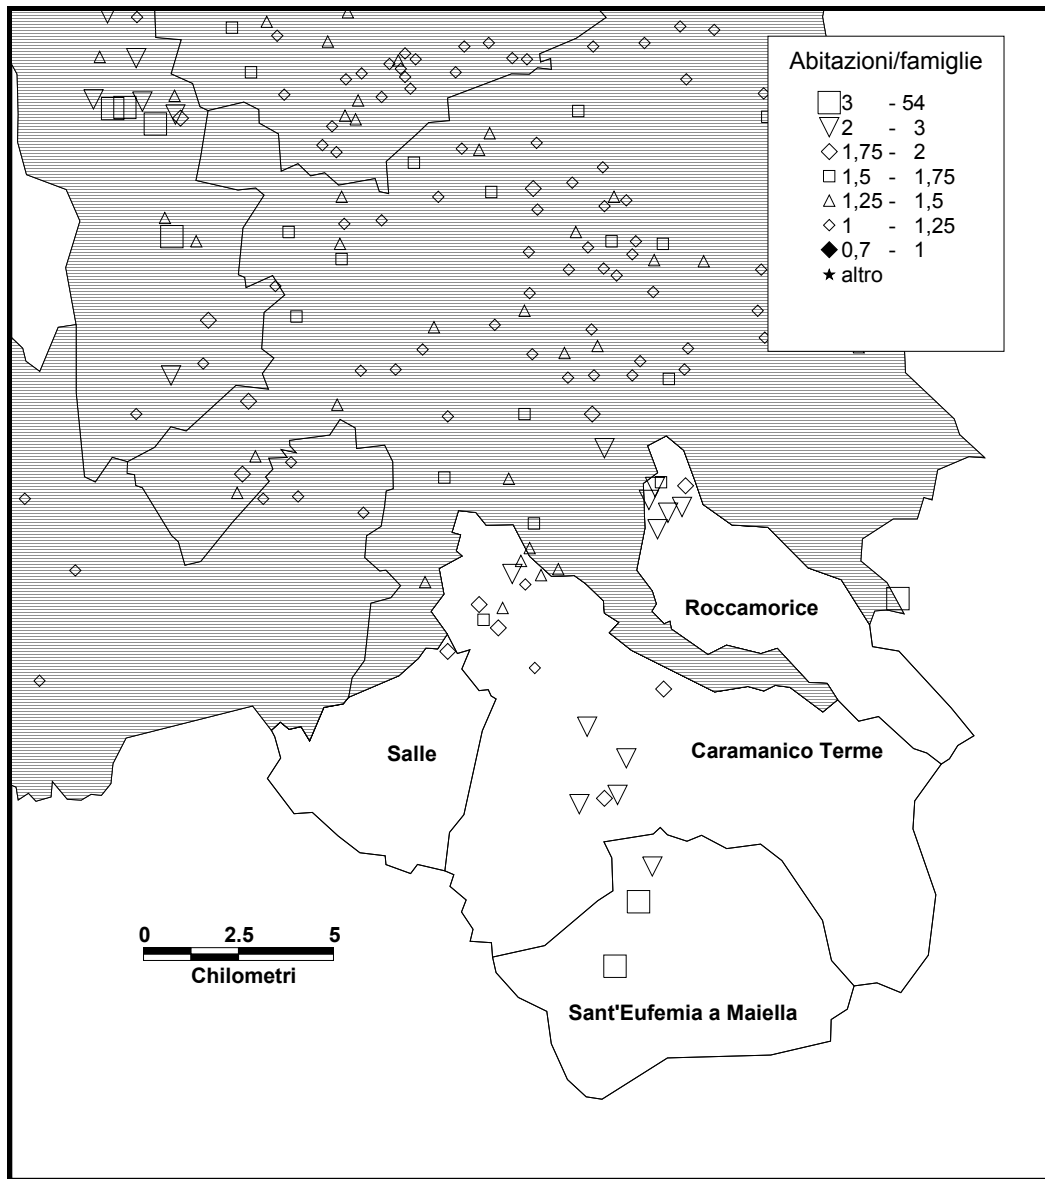 Abitazioni/famiglie
3 - 54
2 - 3
1,75 - 2
1,5 - 1,75
1,25 - 1,5
1 - 1,25
0,7 - 1
altro
Roccamorice
Salle
Caramanico Terme
0 2.5 5
Chilometri
Sant'Eufemia a Maiella